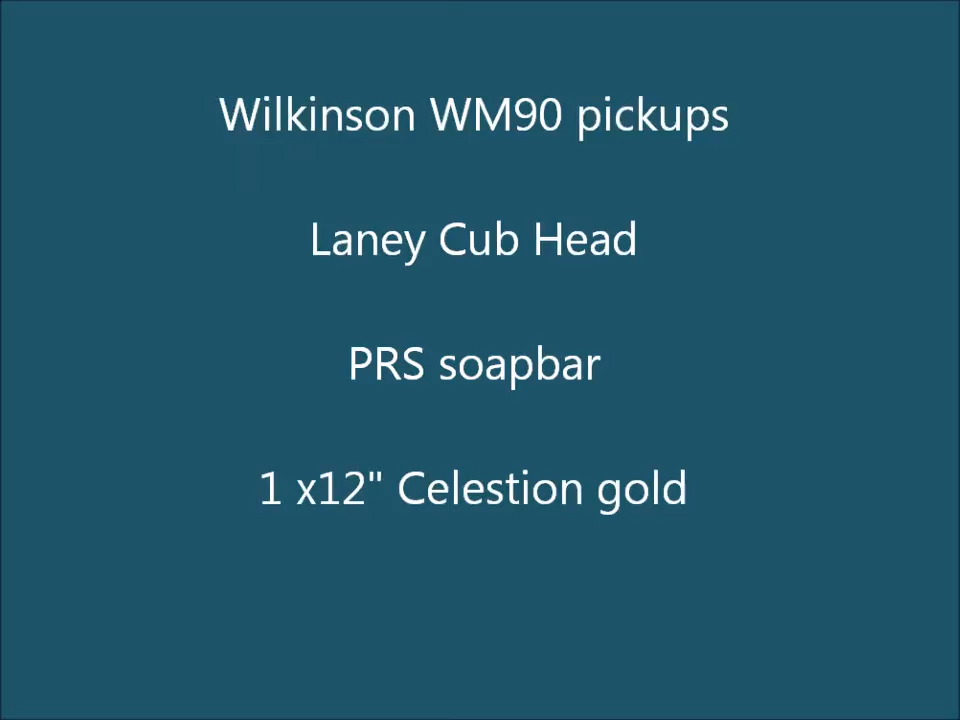 Wilkinson WM90 pickups
Laney Cub Head
PRS soapbar
1 x12" Celestion gold